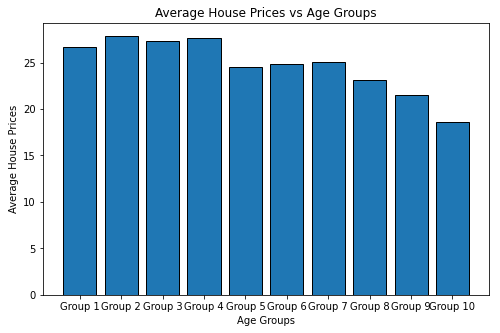 Average House Prices vs Age Groups
Average House Prices
25
20
15
10
5
0
Group 1 Group 2 Group 3 Group 4 Group 5 Group 6 Group 7 Group 8 Group 9 Group 10
Age Groups